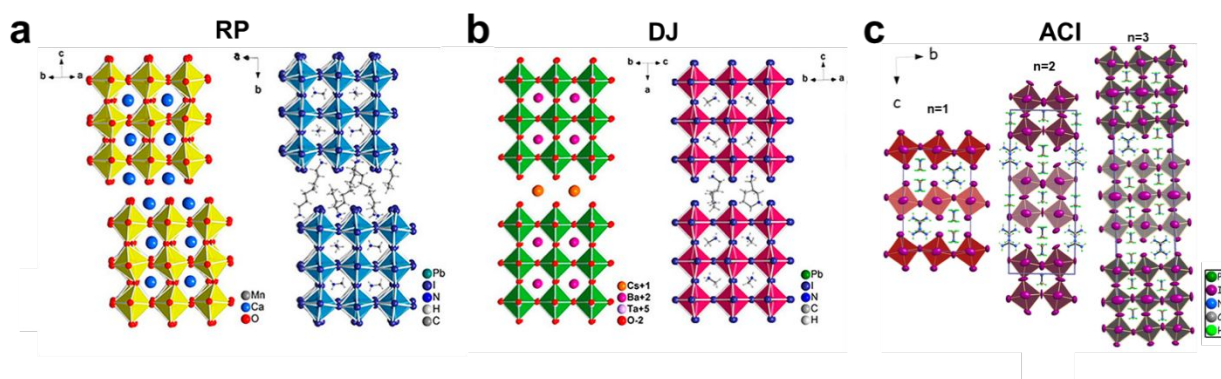 a RP
c
b a
a
b
Mn
Ca
O
Pb
I
N
H
C
b DJ
b c
a
c
b a
Cs+1
Ba+2
Ta+5
O-2
Pb
I
N
C
H
c ACI
b
c
n=1
n=2
n=3
I